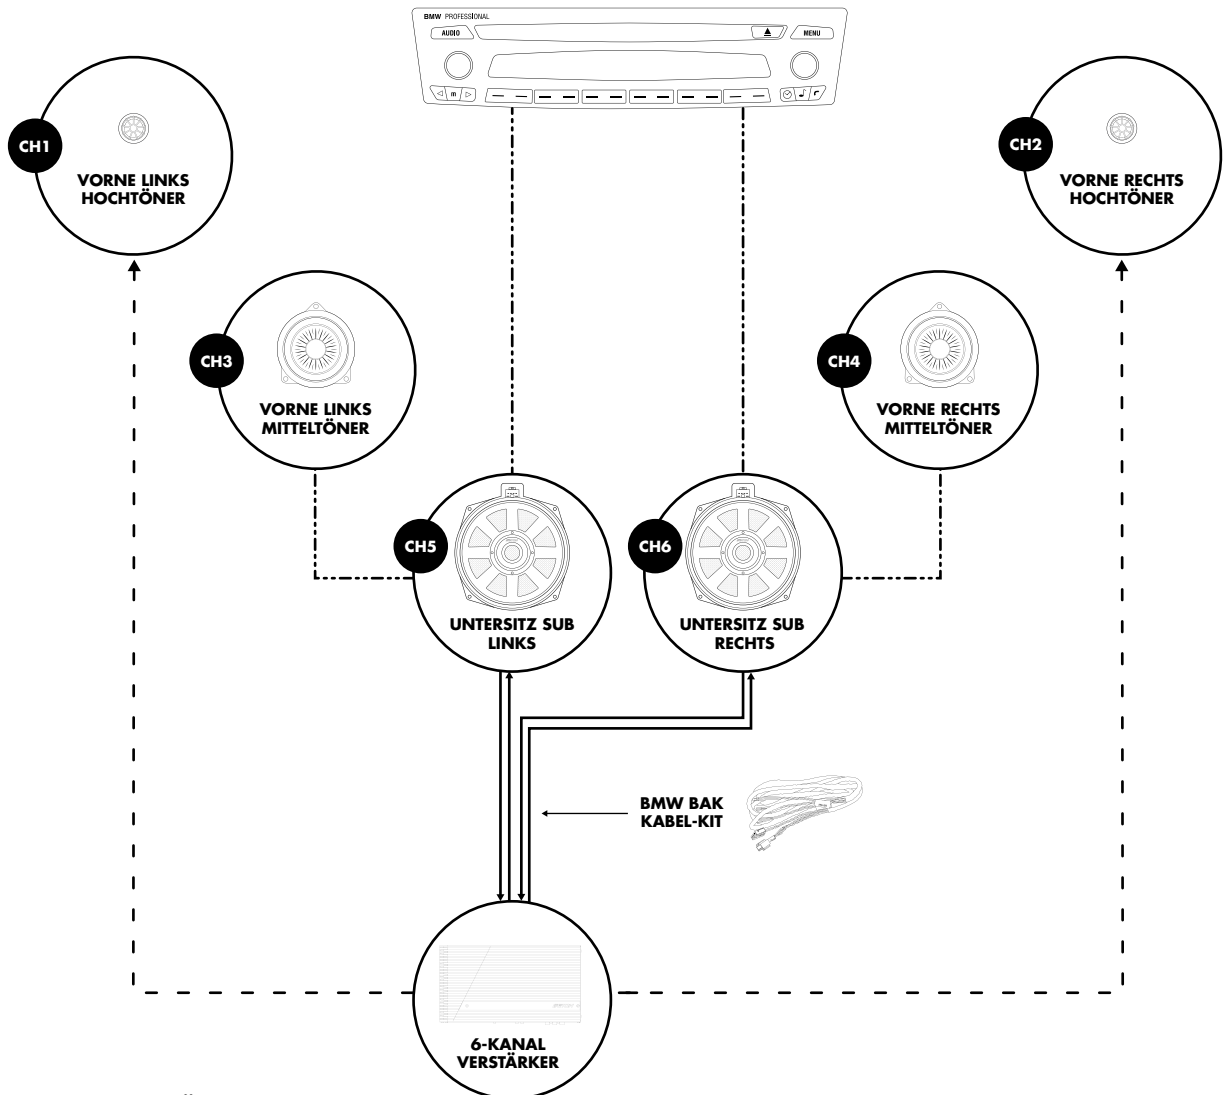 BMW PROFESSIONAL
AUDIO
MENU
m
CH1
VORNE LINKS
HOCHTÖNER
CH2
VORNE RECHTS
HOCHTÖNER
CH3
VORNE LINKS
MITTELTÖNER
CH4
VORNE RECHTS
MITTELTÖNER
CH5
UNTERSITZ SUB
LINKS
CH6
UNTERSITZ SUB
RECHTS
BMW BAK
KABEL-KIT
6-KANAL
VERSTÄRKER